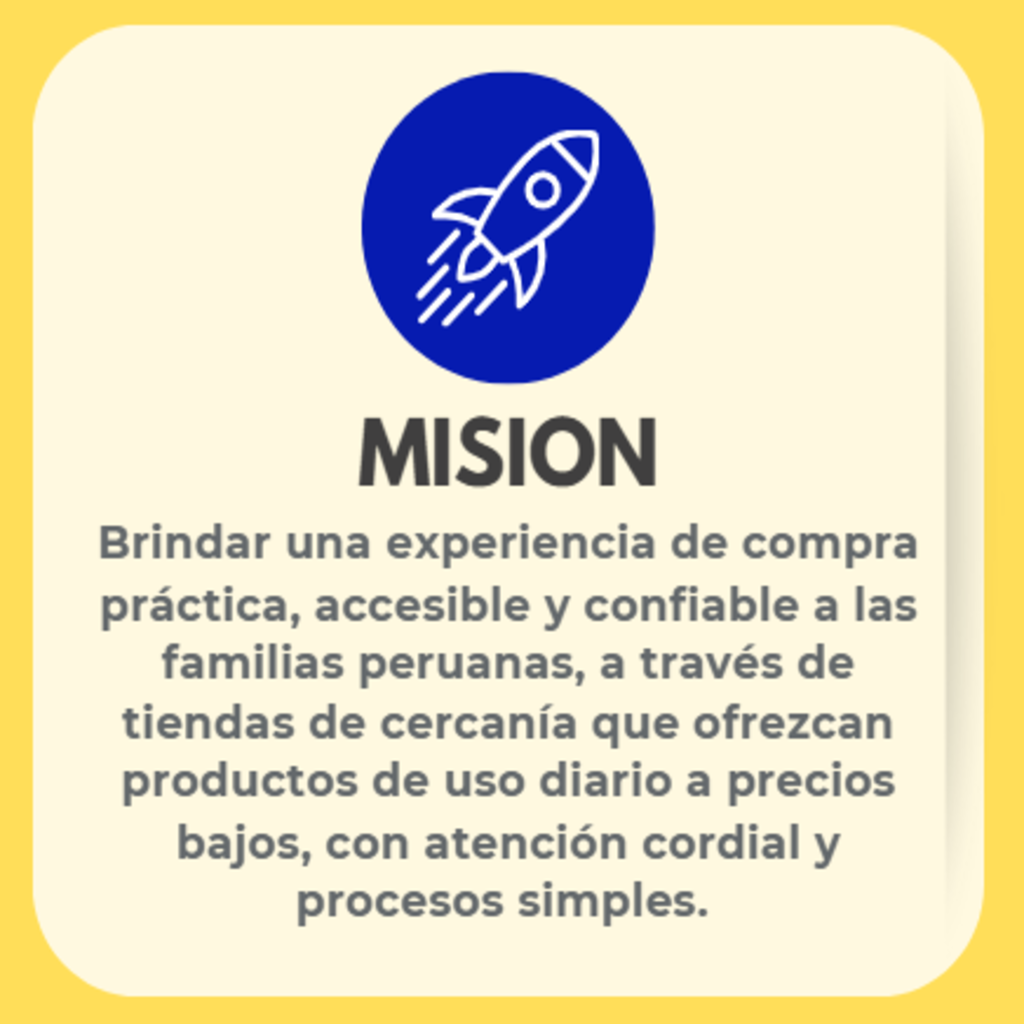 MISION
Brindar una experiencia de compra
práctica, accesible y confiable a las
familias peruanas, a través de
tiendas de cercanía que ofrezcan
productos de uso diario a precios
bajos, con atención cordial y
procesos simples.